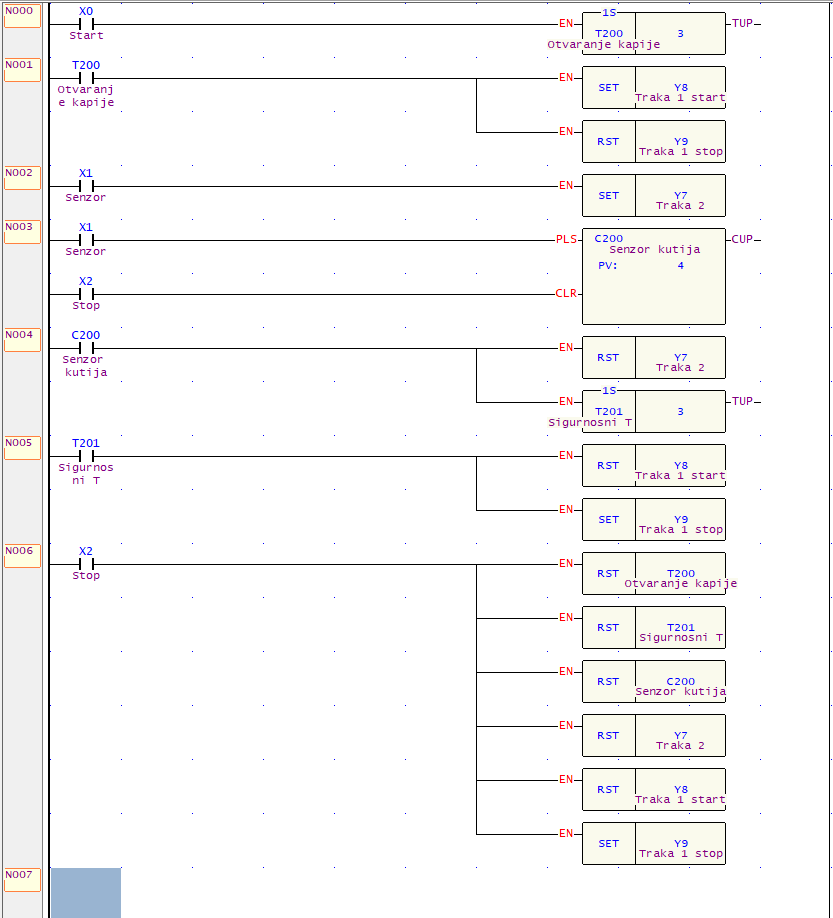 N000 X0 EN 1S TUP
Start T200 3
Otvaranje kapije
N001 T200 EN SET Y8
Otvaranj Traka 1 start
e kapije
EN RST Y9
Traka 1 stop
N002 X1 EN SET Y7
Senzor Traka 2
N003 X1 PLS C200 CUP
Senzor Senzor kutija
PV: 4
X2 CLR
Stop
N004 C200 EN RST Y7
Senzor Traka 2
kutija
EN 1S TUP
T201 3
Sigurnosni T
N005 T201 EN RST Y8
Sigurnos Traka 1 start
ni T
EN SET Y9
Traka 1 stop
N006 X2 EN RST T200
Stop Otvaranje kapije
EN RST T201
Sigurnosni T
EN RST C200
Senzor kutija
EN RST Y7
Traka 2
EN RST Y8
Traka 1 start
EN SET Y9
Traka 1 stop
N007